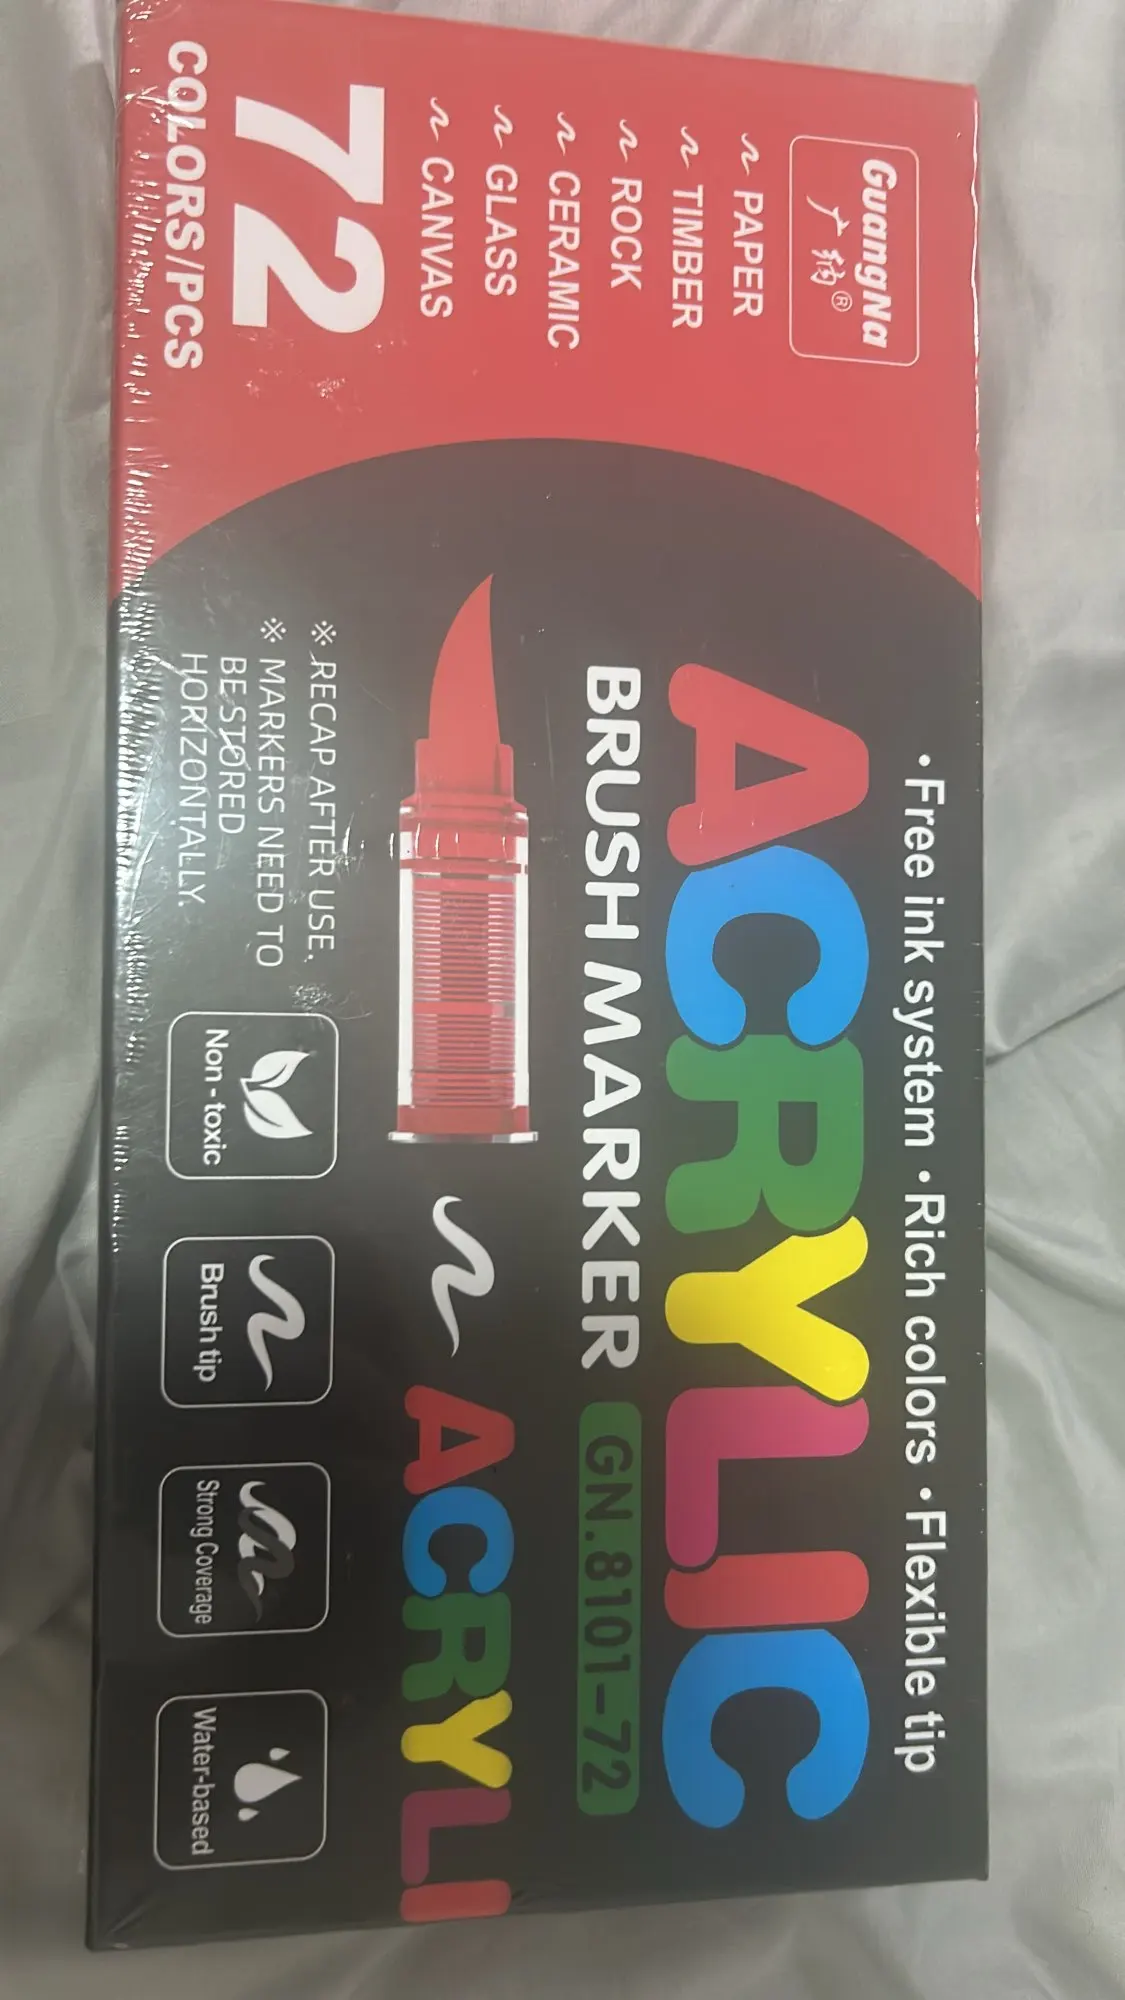 GuangNa
广纳®
PAPER
TIMBER
ROCK
CERAMIC
GLASS
CANVAS
72
COLORS/PCS
·Free ink system ·Rich colors ·Flexible tip
ACRYLIC
BRUSH MARKER GN.8101-72
ACRYLI
※ RECAP AFTER USE.
※ MARKERS NEED TO
BE STORED
HORIZONTALLY.
Non-toxic
Brush tip
Strong Coverage
Water-based